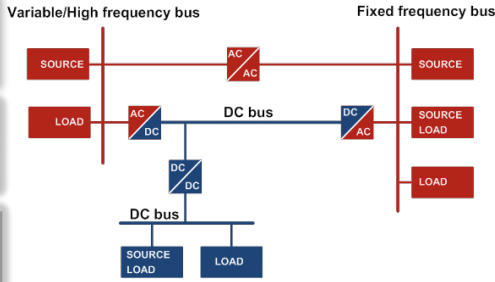 Variable/High frequency bus
Fixed frequency bus
SOURCE
AC
AC
SOURCE
LOAD
AC
DC
DC bus
DC
AC
SOURCE
LOAD
DC
DC
LOAD
DC bus
SOURCE
LOAD
LOAD